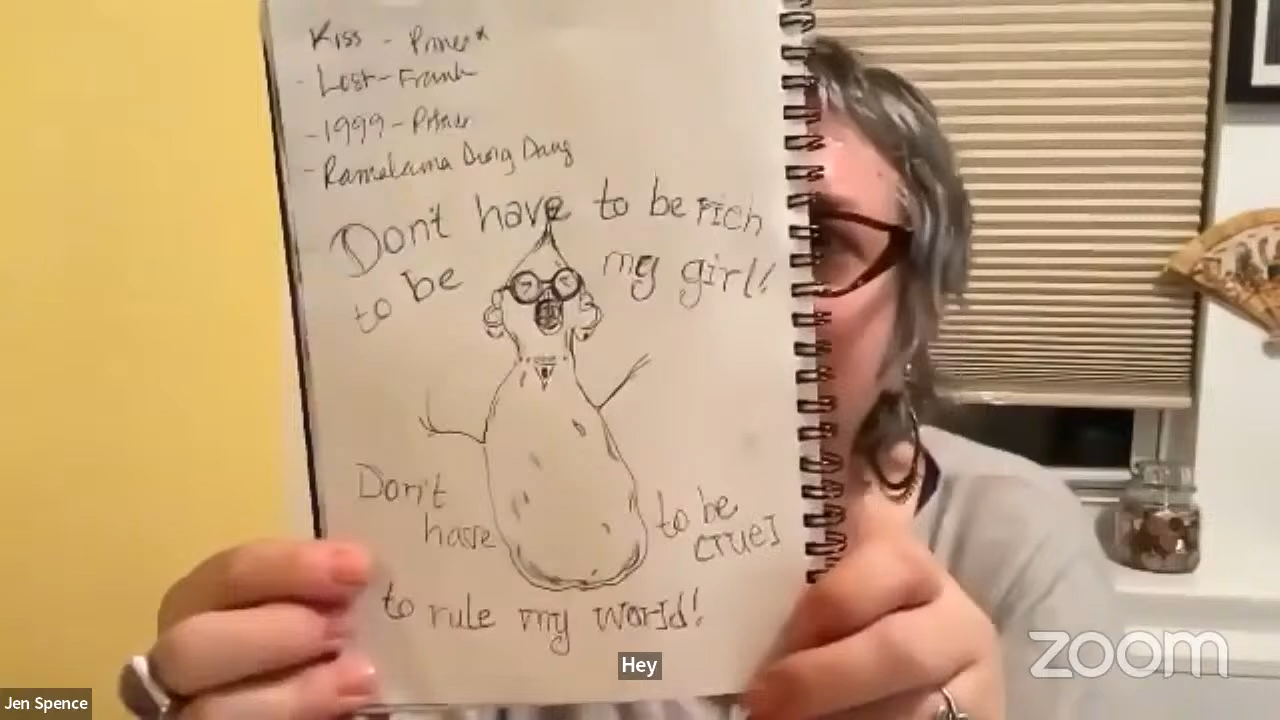 Kiss - Prince*
- Lost - Frank
- 1999 - Prince
- Ramalama Dong Dang
Don't have to be rich
to be my girl!
Don't have to be cruel
to rule my world!
Hey
Jen Spence
zoom